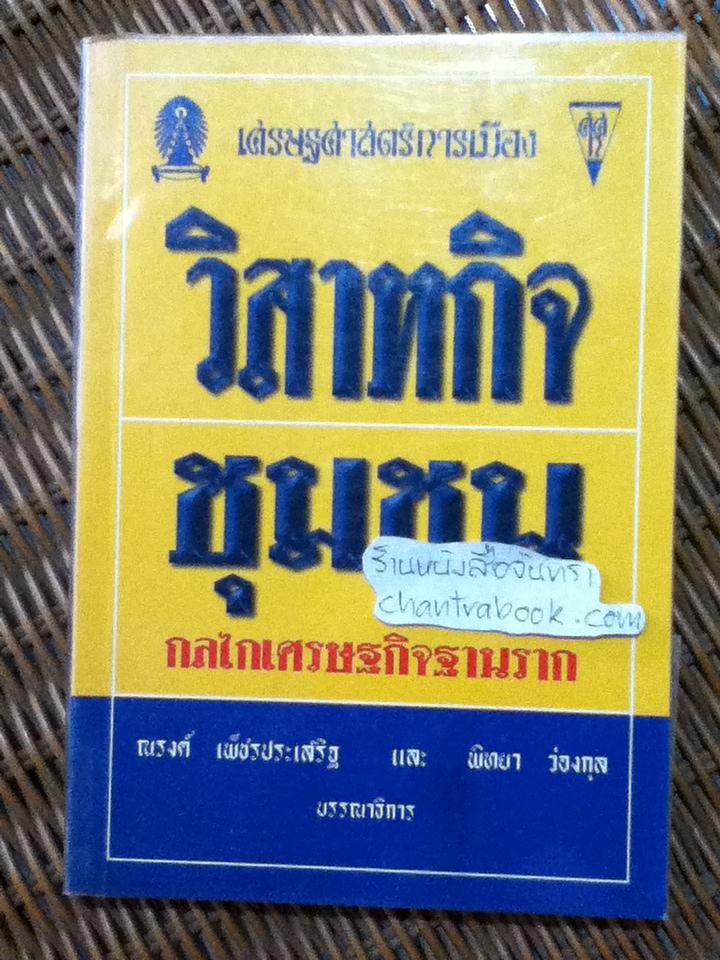 เศรษฐศาสตร์การเมือง
ศศ
วิสาหกิจ
ชุมชน
ร้านหนังสือจันทรา
chantrabook.com
กลไกเศรษฐกิจฐานราก
ณรงค์ เพ็ชรประเสริฐ และ พิทยา ว่องกุล
บรรณาธิการ